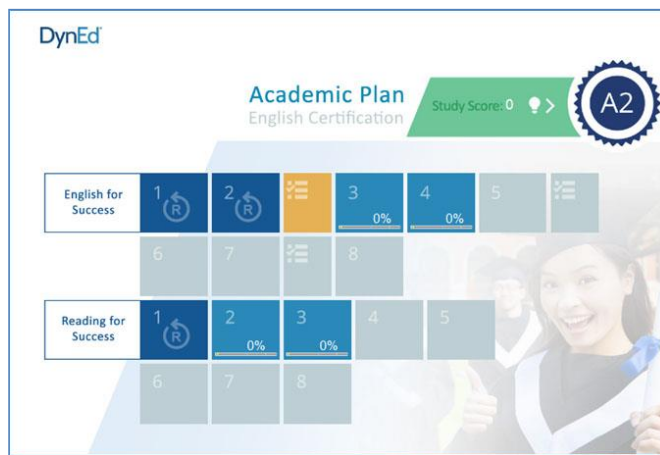 DynEd
Academic Plan
English Certification
Study Score: 0
A2
English for
Success
1 R
2 R
3
0%
4
0%
5
6
7
8
Reading for
Success
1 R
2
0%
3
0%
4
5
6
7
8